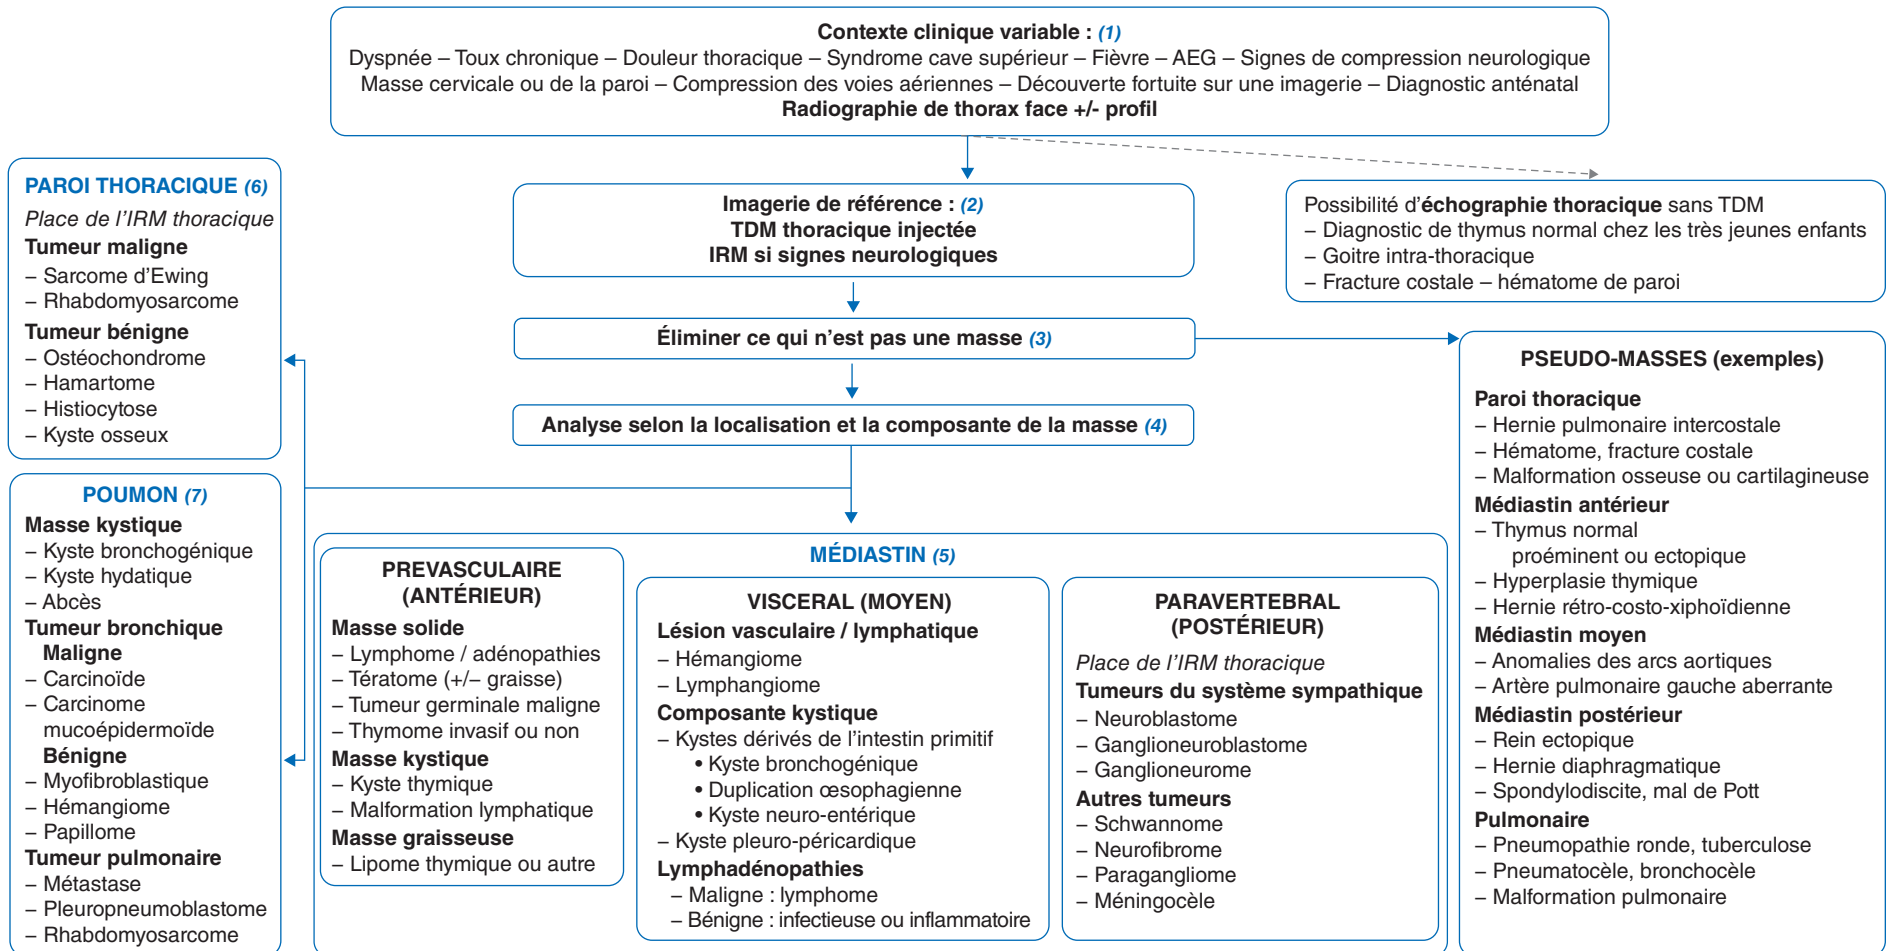 Contexte clinique variable : (1)
Dyspnée – Toux chronique – Douleur thoracique – Syndrome cave supérieur – Fièvre – AEG – Signes de compression neurologique
Masse cervicale ou de la paroi – Compression des voies aériennes – Découverte fortuite sur une imagerie – Diagnostic anténatal
Radiographie de thorax face +/- profil
Imagerie de référence : (2)
TDM thoracique injectée
IRM si signes neurologiques
Possibilité d’échographie thoracique sans TDM
– Diagnostic de thymus normal chez les très jeunes enfants
– Goitre intra-thoracique
– Fracture costale – hématome de paroi
Éliminer ce qui n’est pas une masse (3)
Analyse selon la localisation et la composante de la masse (4)
PAROI THORACIQUE (6)
Place de l’IRM thoracique
Tumeur maligne
– Sarcome d’Ewing
– Rhabdomyosarcome
Tumeur bénigne
– Ostéochondrome
– Hamartome
– Histiocytose
– Kyste osseux
POUMON (7)
Masse kystique
– Kyste bronchogénique
– Kyste hydatique
– Abcès
Tumeur bronchique
Maligne
– Carcinoïde
– Carcinome
mucoépidermoïde
Bénigne
– Myofibroblastique
– Hémangiome
– Papillome
Tumeur pulmonaire
– Métastase
– Pleuropneumoblastome
– Rhabdomyosarcome
MÉDIASTIN (5)
PREVASCULAIRE
(ANTÉRIEUR)
Masse solide
– Lymphome / adénopathies
– Tératome (+/– graisse)
– Tumeur germinale maligne
– Thymome invasif ou non
Masse kystique
– Kyste thymique
– Malformation lymphatique
Masse graisseuse
– Lipome thymique ou autre
VISCERAL (MOYEN)
Lésion vasculaire / lymphatique
– Hémangiome
– Lymphangiome
Composante kystique
– Kystes dérivés de l’intestin primitif
• Kyste bronchogénique
• Duplication œsophagienne
• Kyste neuro-entérique
– Kyste pleuro-péricardique
Lymphadénopathies
– Maligne : lymphome
– Bénigne : infectieuse ou inflammatoire
PARAVERTEBRAL
(POSTÉRIEUR)
Place de l’IRM thoracique
Tumeurs du système sympathique
– Neuroblastome
– Ganglioneuroblastome
– Ganglioneurome
Autres tumeurs
– Schwannome
– Neurofibrome
– Paragangliome
– Méningocèle
PSEUDO-MASSES (exemples)
Paroi thoracique
– Hernie pulmonaire intercostale
– Hématome, fracture costale
– Malformation osseuse ou cartilagineuse
Médiastin antérieur
– Thymus normal
proéminent ou ectopique
– Hyperplasie thymique
– Hernie rétro-costo-xiphoïdienne
Médiastin moyen
– Anomalies des arcs aortiques
– Artère pulmonaire gauche aberrante
Médiastin postérieur
– Rein ectopique
– Hernie diaphragmatique
– Spondylodiscite, mal de Pott
Pulmonaire
– Pneumopathie ronde, tuberculose
– Pneumatocèle, bronchocèle
– Malformation pulmonaire